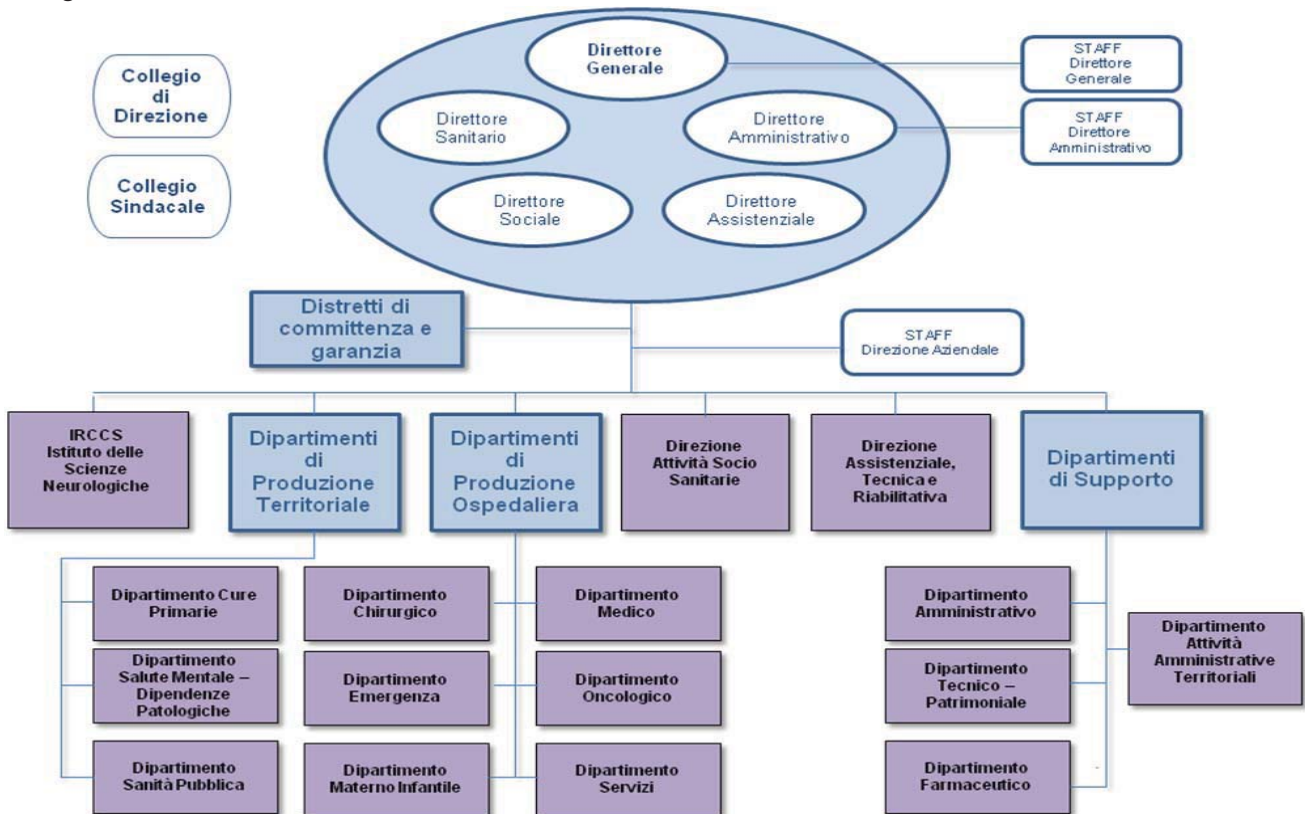 Direttore
Generale
STAFF
Direttore
Generale
Collegio
di
Direzione
Direttore
Sanitario
Direttore
Amministrativo
STAFF
Direttore
Amministrativo
Collegio
Sindacale
Direttore
Sociale
Direttore
Assistenziale
Distretti di
committenza e
garanzia
STAFF
Direzione Aziendale
IRCCS
Istituto delle
Scienze
Neurologiche
Dipartimenti
di
Produzione
Territoriale
Dipartimenti
di
Produzione
Ospedaliera
Direzione
Attività Socio
Sanitarie
Direzione
Assistenziale,
Tecnica e
Riabilitativa
Dipartimenti
di Supporto
Dipartimento Cure
Primarie
Dipartimento
Chirurgico
Dipartimento
Medico
Dipartimento
Amministrativo
Dipartimento
Attività
Amministrative
Territoriali
Dipartimento
Salute Mentale –
Dipendenze
Patologiche
Dipartimento
Emergenza
Dipartimento
Oncologico
Dipartimento
Tecnico –
Patrimoniale
Dipartimento
Sanità Pubblica
Dipartimento
Materno Infantile
Dipartimento
Servizi
Dipartimento
Farmaceutico